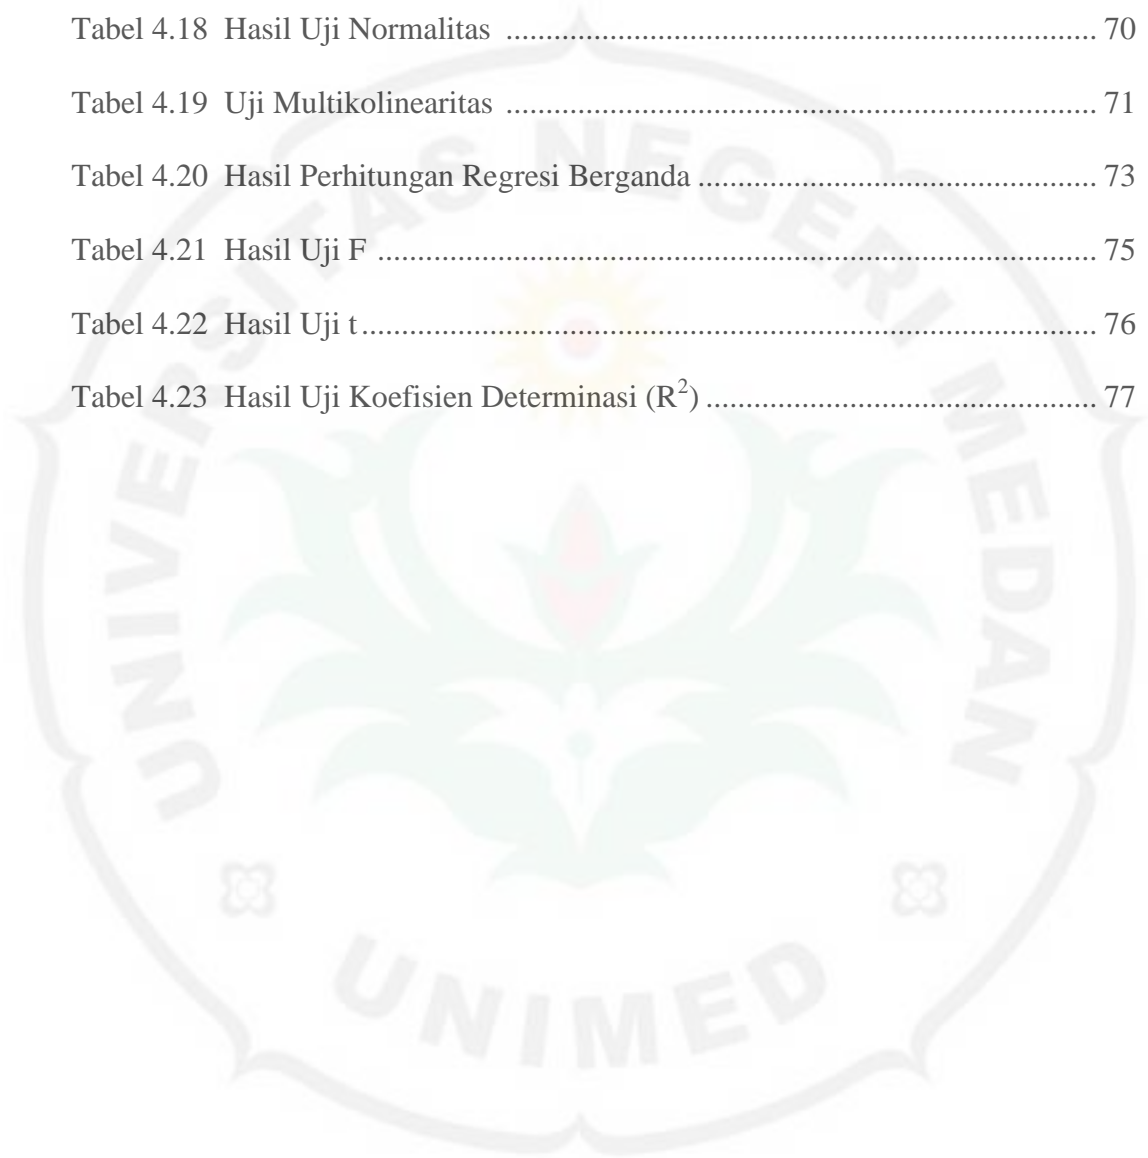 Tabel 4.18 Hasil Uji Normalitas ........................................................................ 70
Tabel 4.19 Uji Multikolinearitas ........................................................................ 71
Tabel 4.20 Hasil Perhitungan Regresi Berganda ................................................ 73
Tabel 4.21 Hasil Uji F ....................................................................................... 75
Tabel 4.22 Hasil Uji t ......................................................................................... 76
Tabel 4.23 Hasil Uji Koefisien Determinasi (R²) ............................................... 77
UNIVERSITAS NEGERI MEDAN
UNIMED